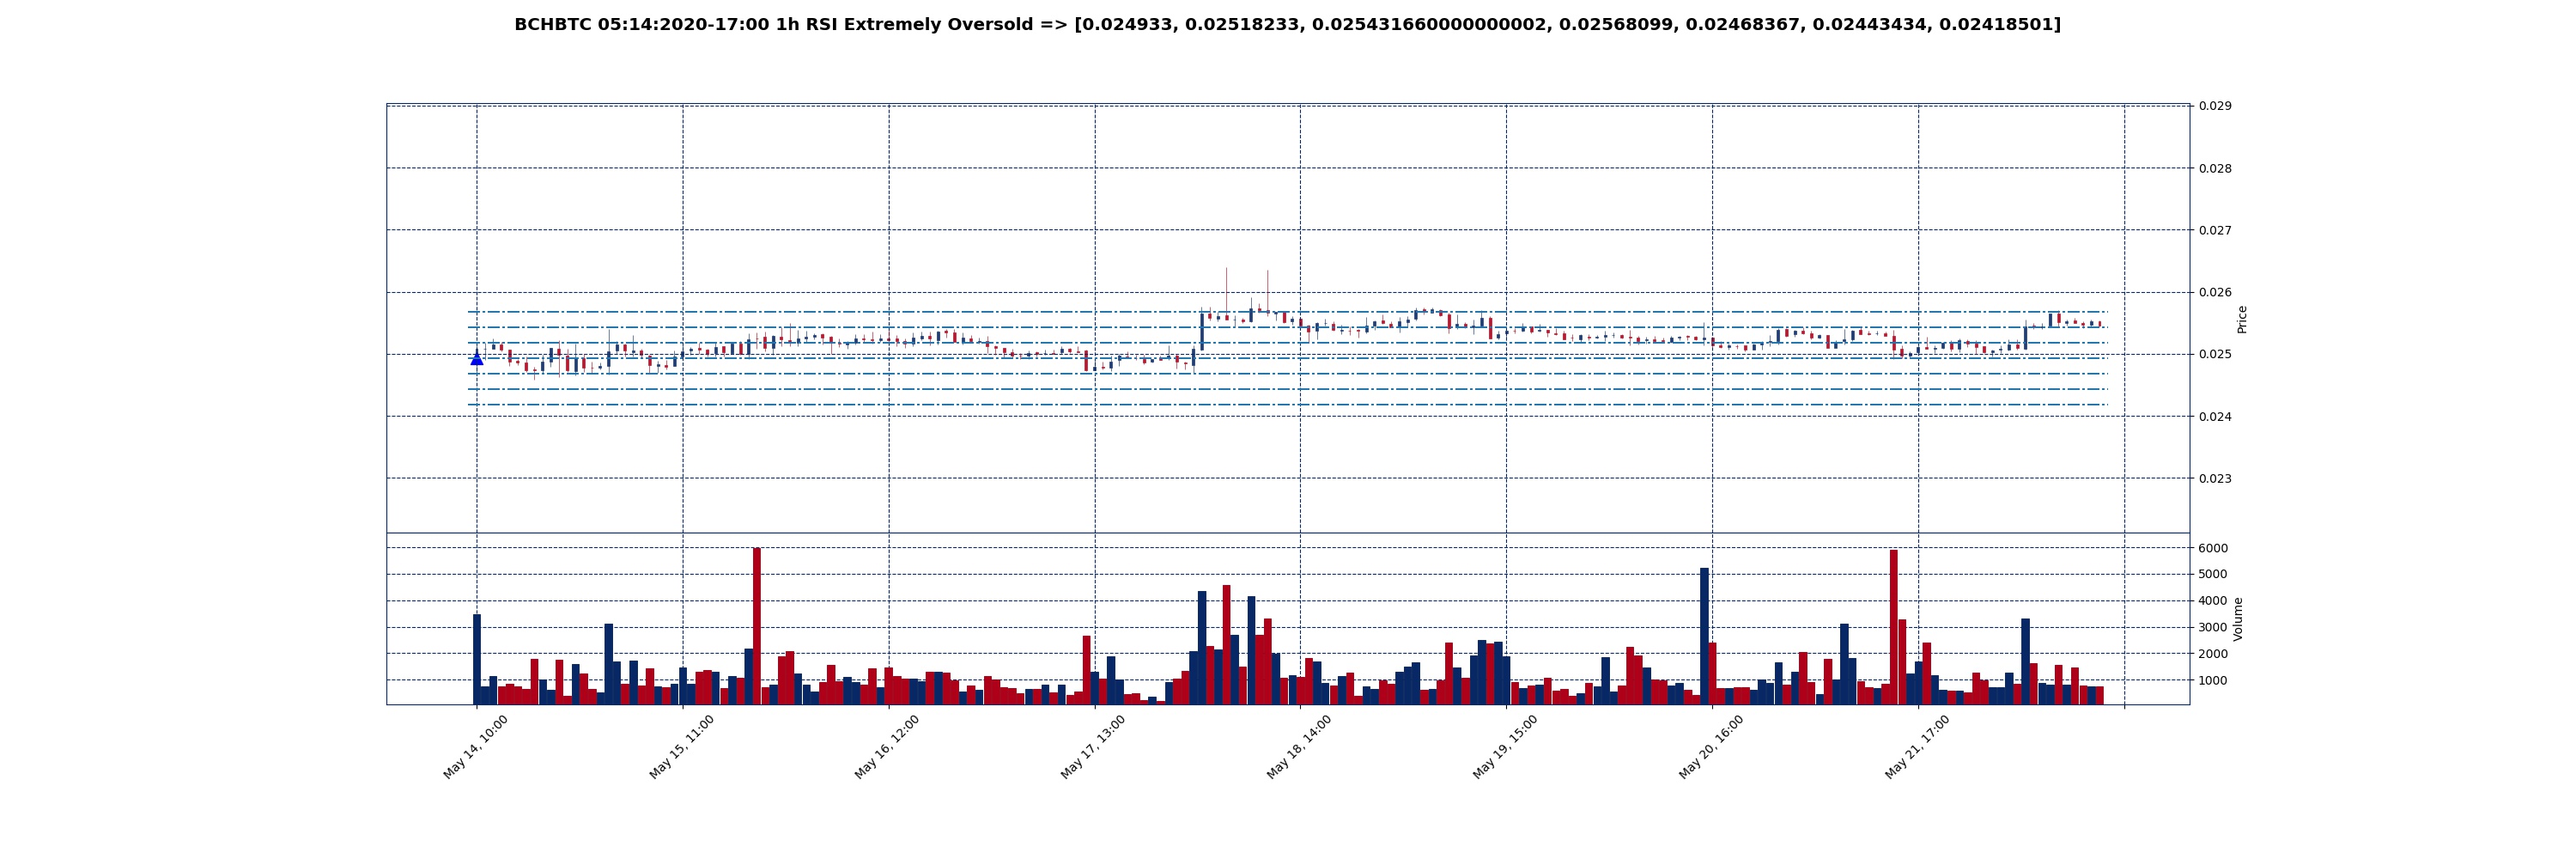 BCHBTC 05:14:2020-17:00 1h RSI Extremely Oversold => [0.024933, 0.02518233, 0.025431660000000002, 0.02568099, 0.02468367, 0.02443434, 0.02418501]
0.029
0.028
0.027
0.026
0.025
0.024
0.023
Price
6000
5000
4000
3000
2000
1000
Volume
May 14, 10:00
May 15, 11:00
May 16, 12:00
May 17, 13:00
May 18, 14:00
May 19, 15:00
May 20, 16:00
May 21, 17:00